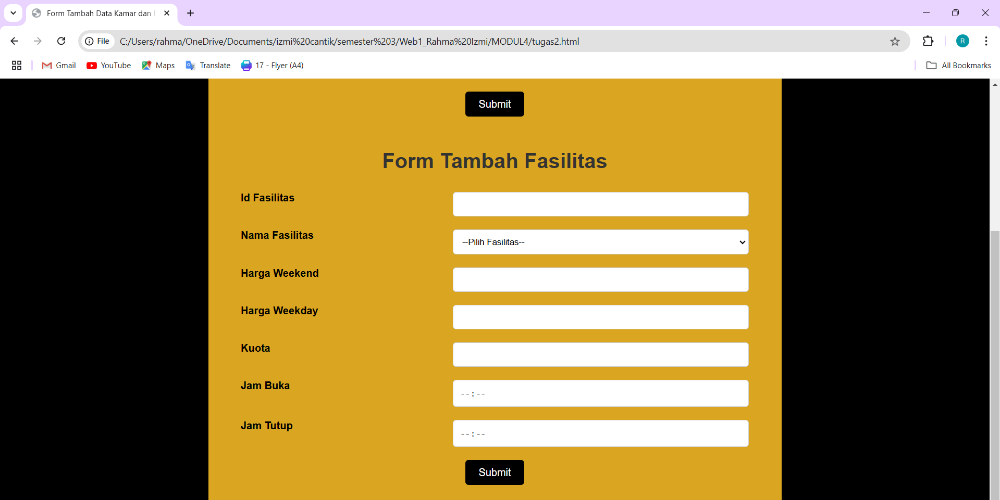 Form Tambah Data Kamar dan
File C:/Users/rahma/OneDrive/Documents/izmi%20cantik/semester%203/Web1_Rahma%20Izmi/MODUL4/tugas2.html R
Gmail YouTube Maps Translate 17 - Flyer (A4) All Bookmarks
Submit
Form Tambah Fasilitas
Id Fasilitas
Nama Fasilitas --Pilih Fasilitas--
Harga Weekend
Harga Weekday
Kuota
Jam Buka --:--
Jam Tutup --:--
Submit